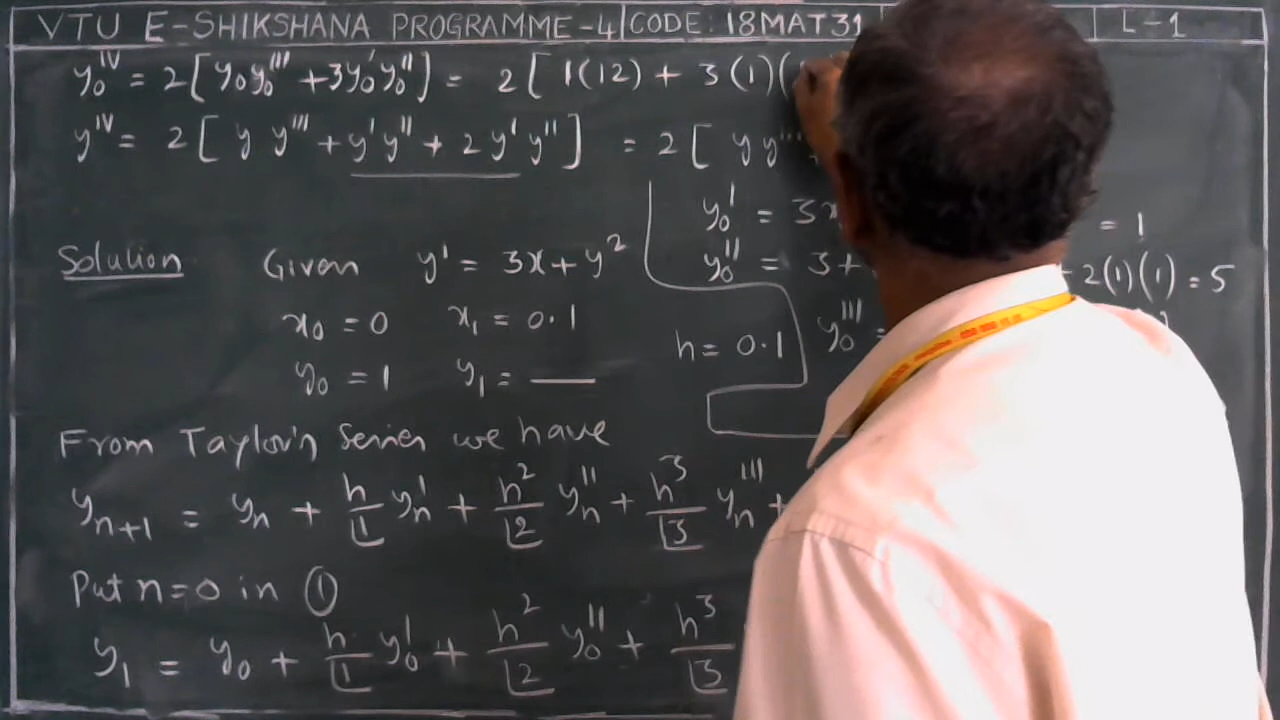 VTU E-SHIKSHANA PROGRAMME-4 CODE: 18MAT31 L-1
y₀ᴵⱽ = 2[y₀y₀''' + 3y₀'y₀''] = 2[1(12) + 3(1)(
yᴵⱽ = 2[y y''' + y'y'' + 2y'y''] = 2[y y'''
y₀' = 3x = 1
y₀'' = 3+ 2(1)(1) = 5
Solution Given y' = 3x + y²
x₀ = 0 x₁ = 0.1
y₀''' =
h = 0.1
y₀ = 1 y₁ = __
From Taylor's Series we have
yₙ₊₁ = yₙ + h/⌊1 yₙ' + h²/⌊2 yₙ'' + h³/⌊3 yₙ''' +
Put n=0 in ①
y₁ = y₀ + h/⌊1 y₀' + h²/⌊2 y₀'' + h³/⌊3